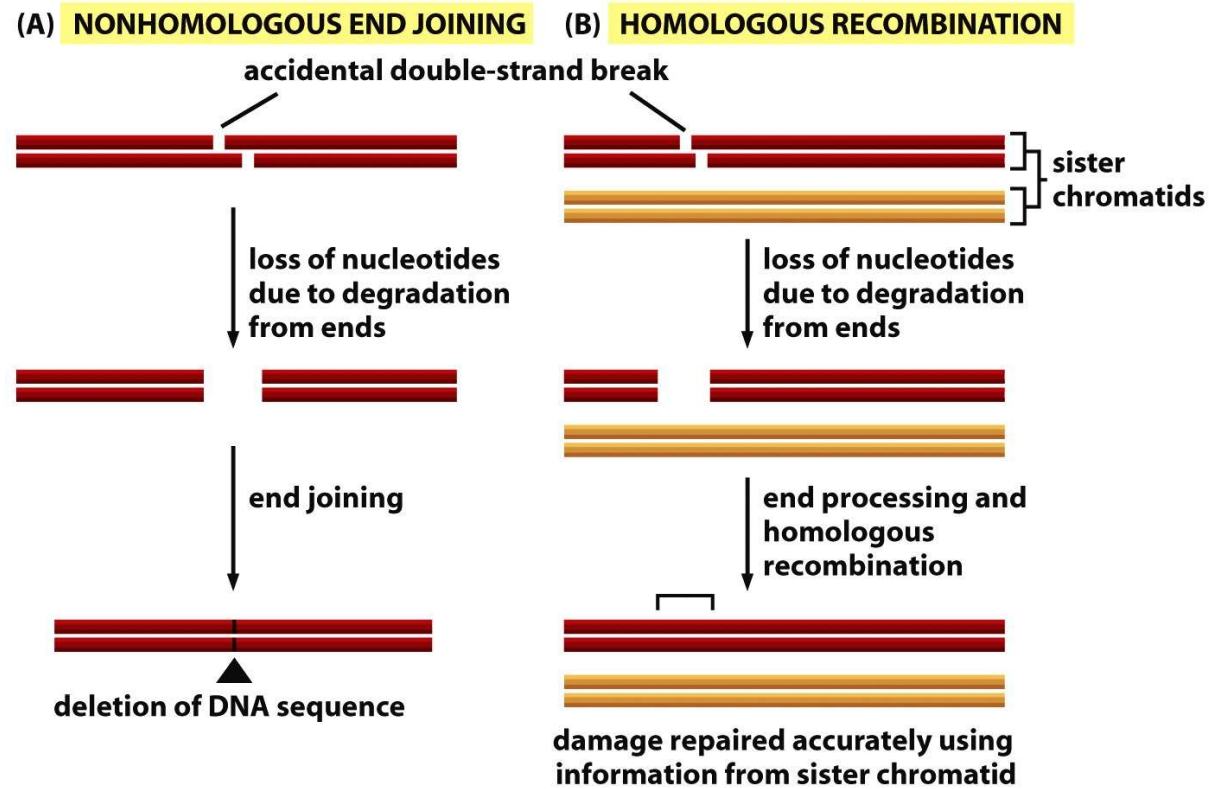 (A) NONHOMOLOGOUS END JOINING
(B) HOMOLOGOUS RECOMBINATION
accidental double-strand break
sister
chromatids
loss of nucleotides
due to degradation
from ends
loss of nucleotides
due to degradation
from ends
end joining
end processing and
homologous
recombination
deletion of DNA sequence
damage repaired accurately using
information from sister chromatid